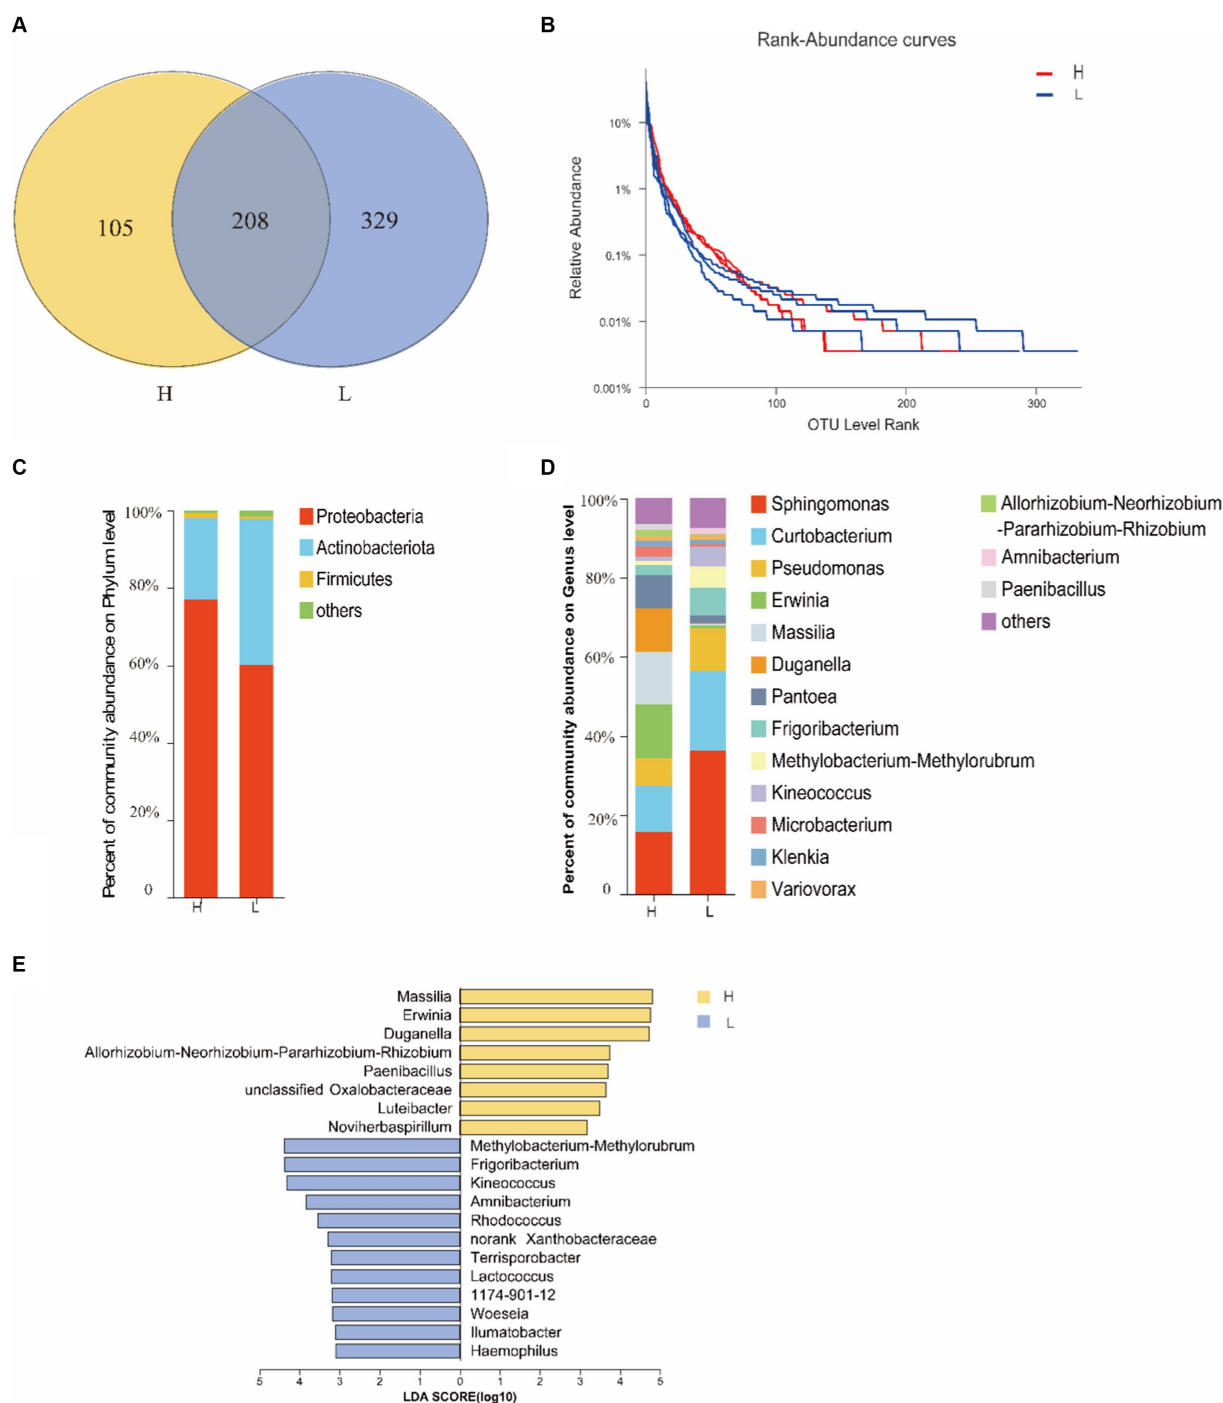 A
105
208
329
H
L
B
Rank-Abundance curves
H
L
Relative Abundance
10%
1%
0.1%
0.01%
0.001%
0
100
200
300
OTU Level Rank
C
Percent of community abundance on Phylum level
100%
80%
60%
40%
20%
0
H
L
Proteobacteria
Actinobacteriota
Firmicutes
others
D
Percent of community abundance on Genus level
100%
80%
60%
40%
20%
0
H
L
Sphingomonas
Curtobacterium
Pseudomonas
Erwinia
Massilia
Duganella
Pantoea
Frigoribacterium
Methylobacterium-Methylorubrum
Kineococcus
Microbacterium
Klenkia
Variovorax
Allorhizobium-Neorhizobium
-Pararhizobium-Rhizobium
Amnibacterium
Paenibacillus
others
E
Massilia
Erwinia
Duganella
Allorhizobium-Neorhizobium-Pararhizobium-Rhizobium
Paenibacillus
unclassified Oxalobacteraceae
Luteibacter
Noviherbaspirillum
Methylobacterium-Methylorubrum
Frigoribacterium
Kineococcus
Amnibacterium
Rhodococcus
norank Xanthobacteraceae
Terrisporobacter
Lactococcus
1174-901-12
Woeseia
Ilumatobacter
Haemophilus
H
L
5 4 3 2 1 0 1 2 3 4 5
LDA SCORE(log10)